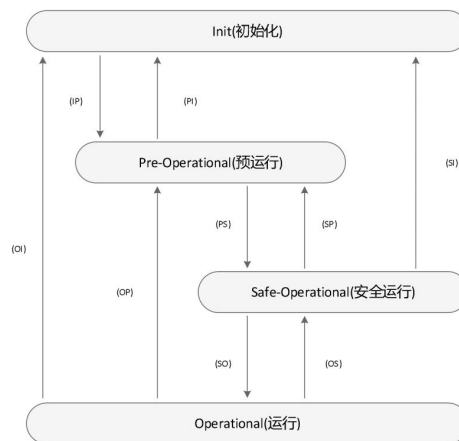 Init(初始化)
(IP)
(PI)
Pre-Operational(预运行)
(SI)
(PS)
(SP)
(OI)
Safe-Operational(安全运行)
(OP)
(SO)
(OS)
Operational(运行)